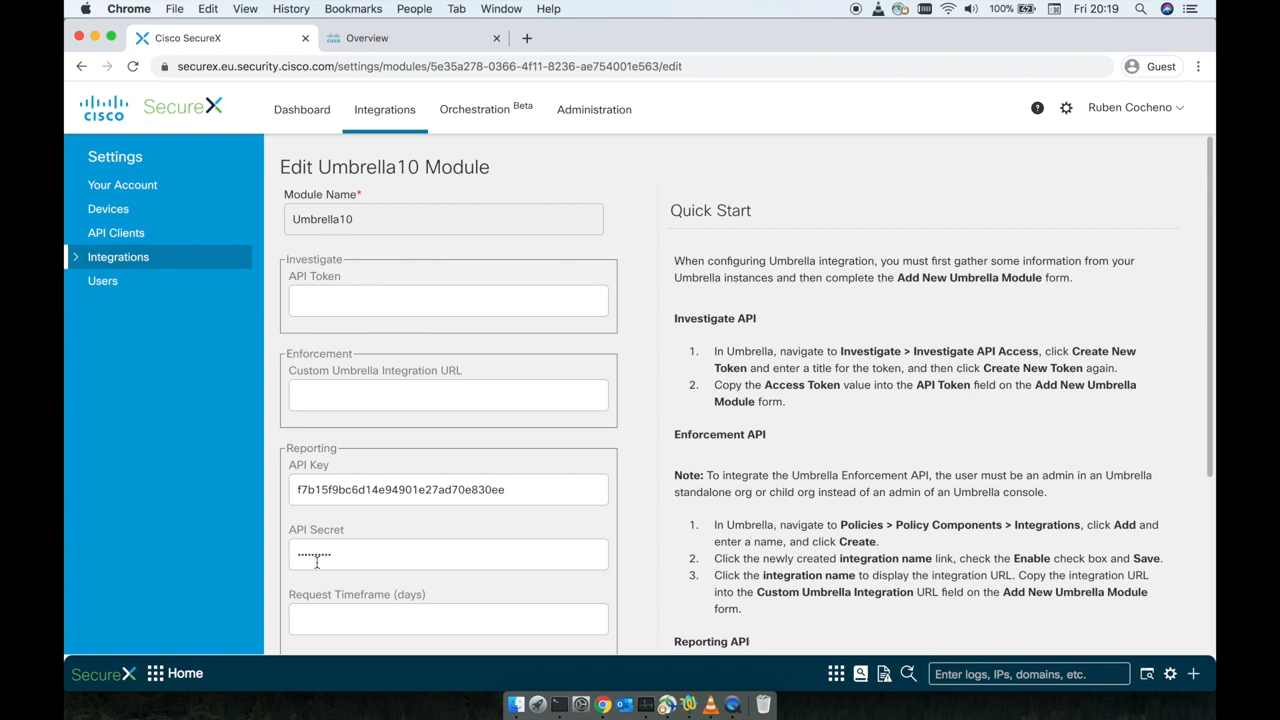 Chrome File Edit View History Bookmarks People Tab Window Help 100% Fri 20:19
Cisco SecureX Overview
securex.eu.security.cisco.com/settings/modules/5e35a278-0366-4f11-8236-ae754001e563/edit Guest
CISCO SecureX Dashboard Integrations Orchestration Beta Administration Ruben Cocheno
Settings
Your Account
Devices
API Clients
Integrations
Users
Edit Umbrella10 Module
Module Name*
Umbrella10
Investigate
API Token
Enforcement
Custom Umbrella Integration URL
Reporting
API Key
f7b15f9bc6d14e94901e27ad70e830ee
API Secret
••••••••••
Request Timeframe (days)
Quick Start
When configuring Umbrella integration, you must first gather some information from your
Umbrella instances and then complete the Add New Umbrella Module form.
Investigate API
1. In Umbrella, navigate to Investigate > Investigate API Access, click Create New
Token and enter a title for the token, and then click Create New Token again.
2. Copy the Access Token value into the API Token field on the Add New Umbrella
Module form.
Enforcement API
Note: To integrate the Umbrella Enforcement API, the user must be an admin in an Umbrella
standalone org or child org instead of an admin of an Umbrella console.
1. In Umbrella, navigate to Policies > Policy Components > Integrations, click Add and
enter a name, and click Create.
2. Click the newly created integration name link, check the Enable check box and Save.
3. Click the integration name to display the integration URL. Copy the integration URL
into the Custom Umbrella Integration URL field on the Add New Umbrella Module
form.
Reporting API
SecureX Home Enter logs, IPs, domains, etc.